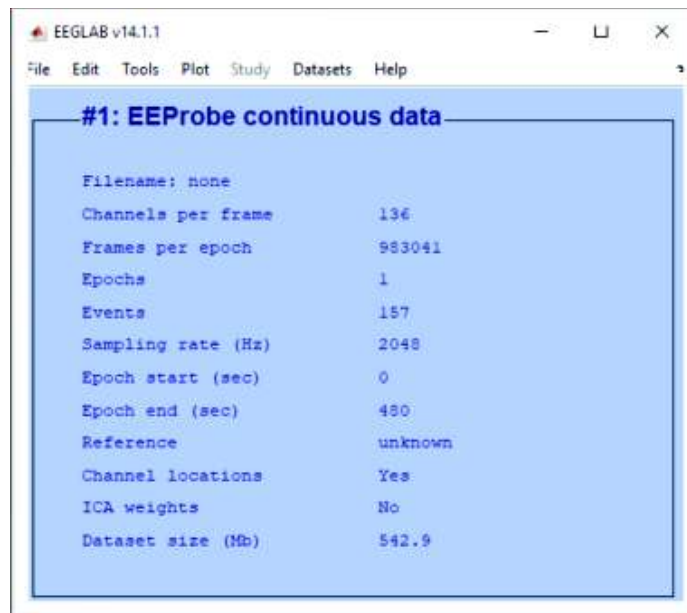 EEGLAB v14.1.1
File Edit Tools Plot Study Datasets Help
#1: EEProbe continuous data
Filename: none
Channels per frame 136
Frames per epoch 983041
Epochs 1
Events 157
Sampling rate (Hz) 2048
Epoch start (sec) 0
Epoch end (sec) 480
Reference unknown
Channel locations Yes
ICA weights No
Dataset size (Mb) 542.9